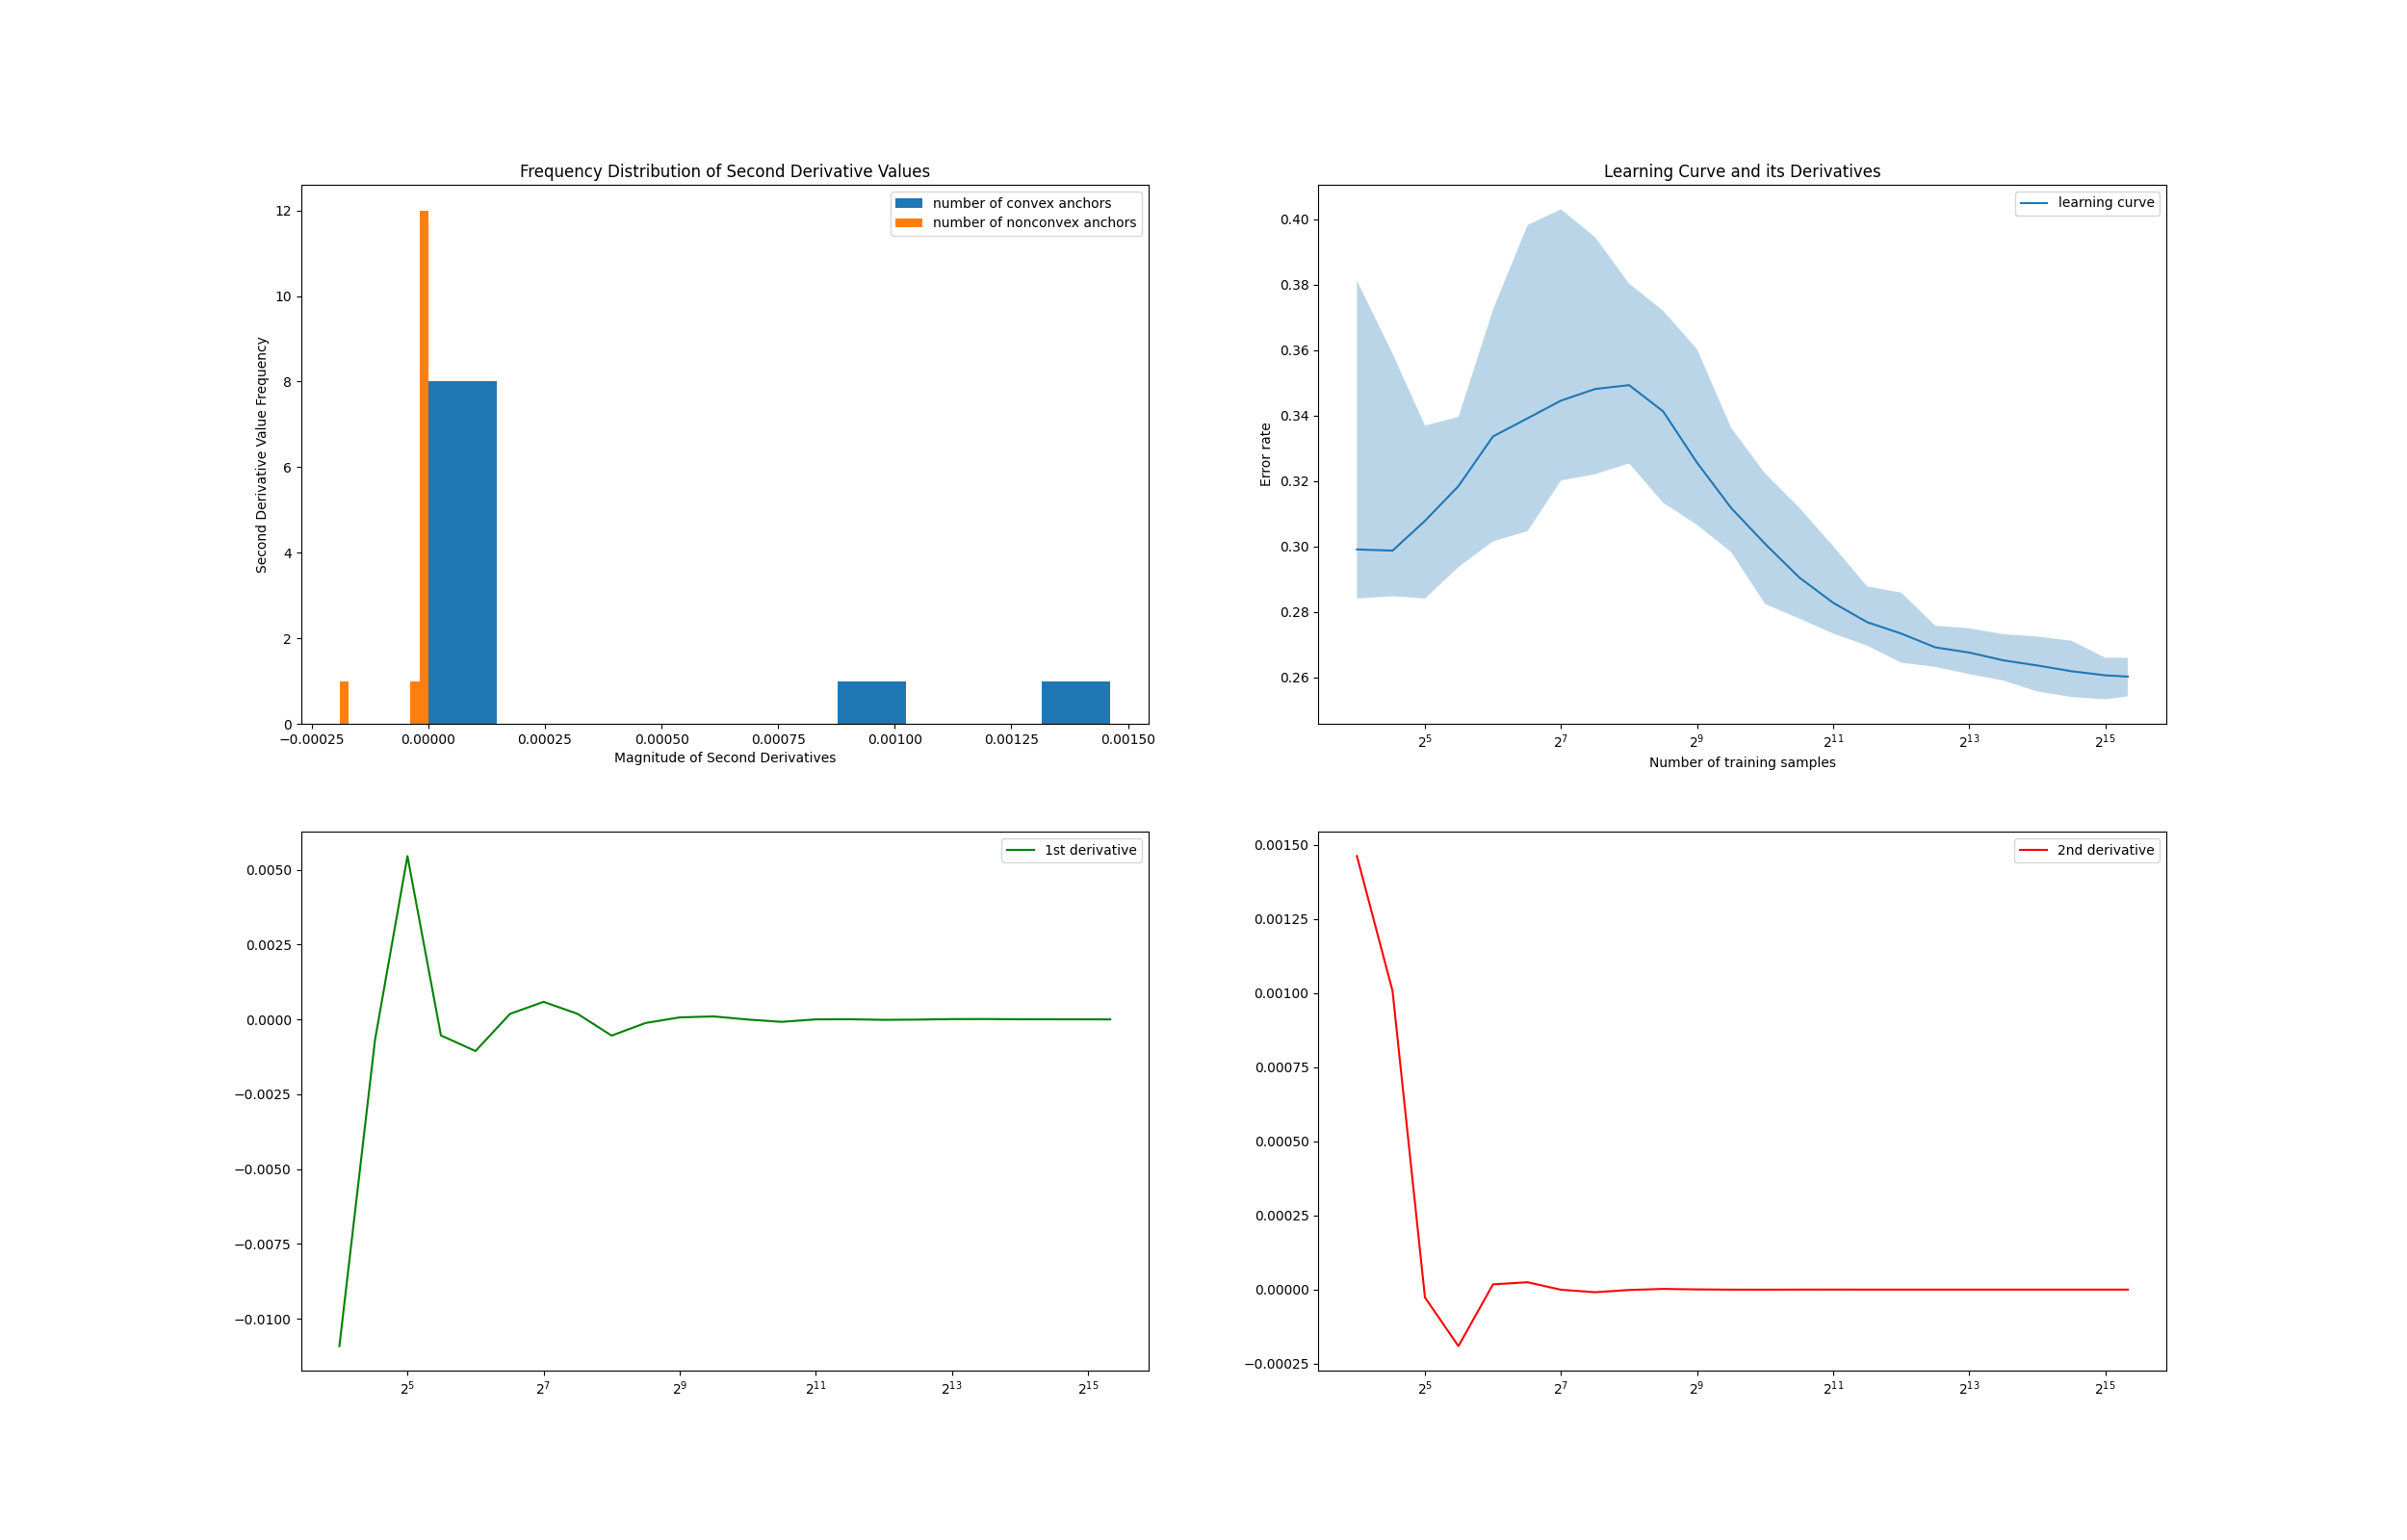 Frequency Distribution of Second Derivative Values
number of convex anchors
number of nonconvex anchors
12
10
8
6
4
2
0
Second Derivative Value Frequency
−0.00025 0.00000 0.00025 0.00050 0.00075 0.00100 0.00125 0.00150
Magnitude of Second Derivatives
Learning Curve and its Derivatives
learning curve
0.40
0.38
0.36
0.34
0.32
0.30
0.28
0.26
Error rate
2^5 2^7 2^9 2^11 2^13 2^15
Number of training samples
1st derivative
0.0050
0.0025
0.0000
−0.0025
−0.0050
−0.0075
−0.0100
2^5 2^7 2^9 2^11 2^13 2^15
2nd derivative
0.00150
0.00125
0.00100
0.00075
0.00050
0.00025
0.00000
−0.00025
2^5 2^7 2^9 2^11 2^13 2^15